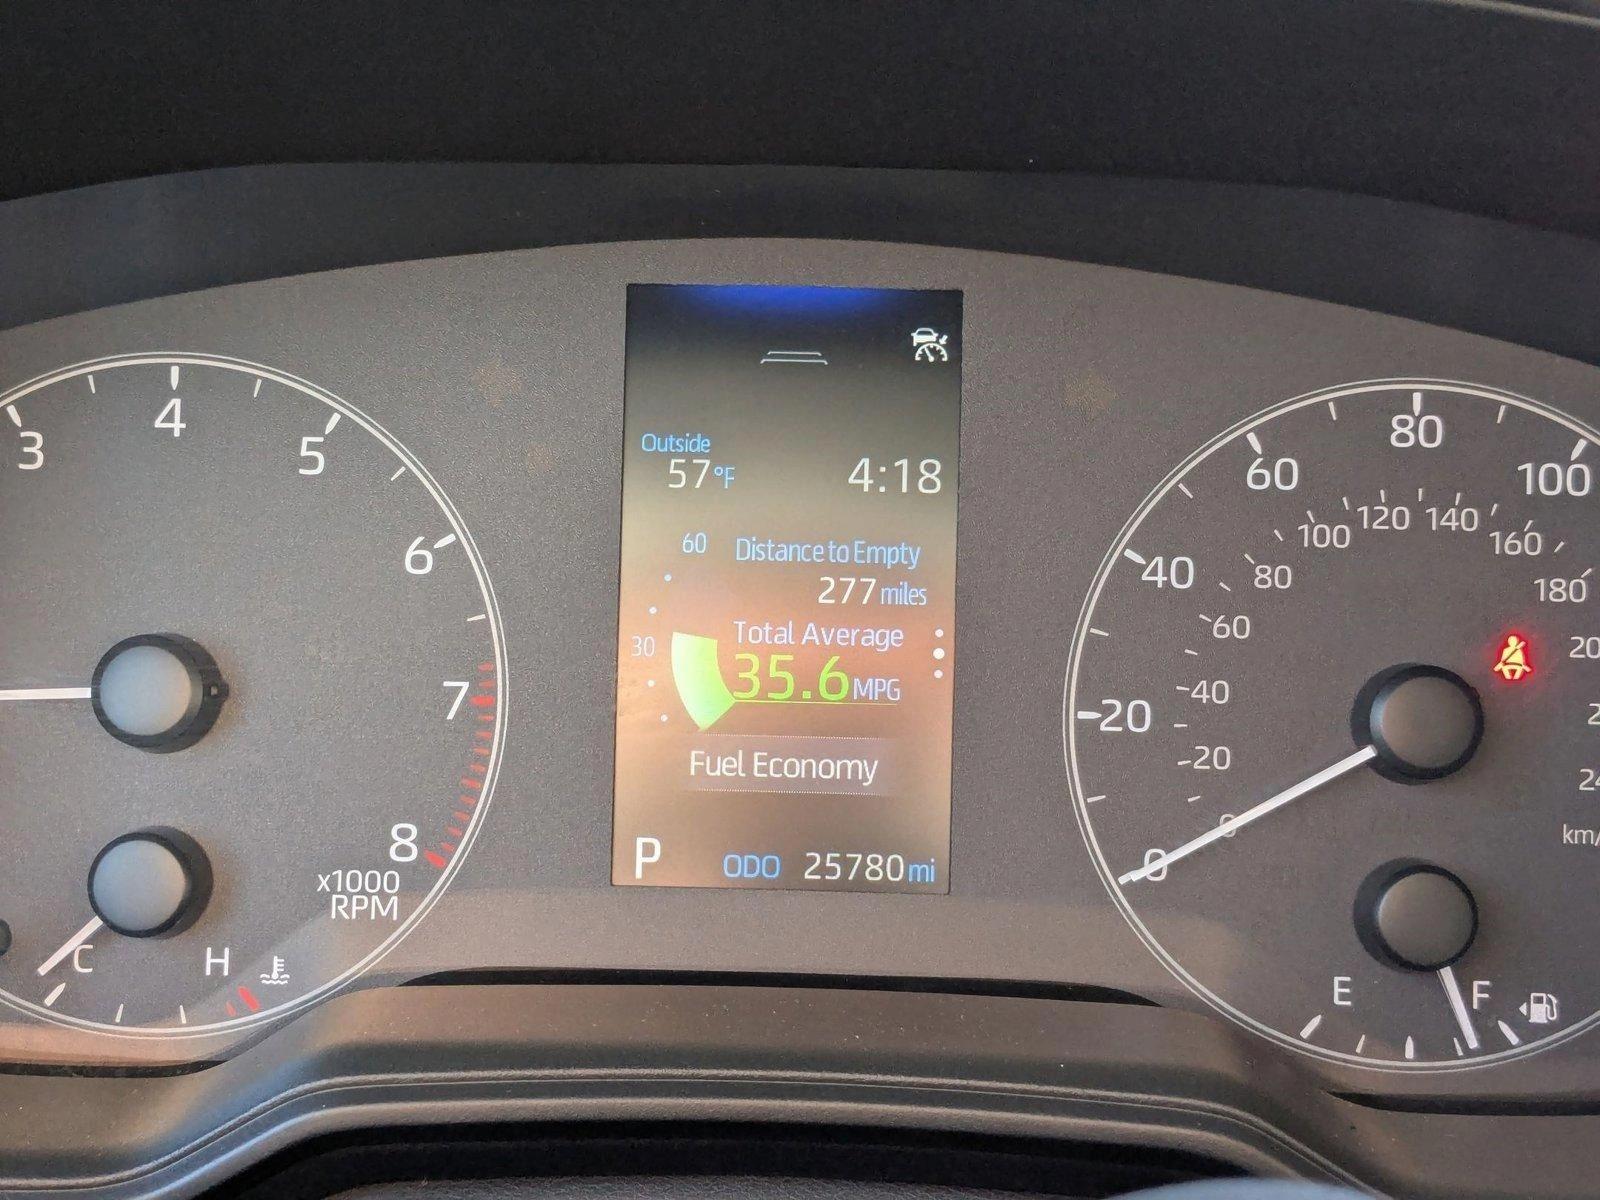 3
4
5
6
7
8
x1000
RPM
C
H
Outside
57°F
4:18
60
Distance to Empty
277 miles
30
Total Average
35.6 MPG
Fuel Economy
P
ODO 25780 mi
0
20
40
60
80
100
0
20
40
60
80
100
120
140
160
180
km/
E
F